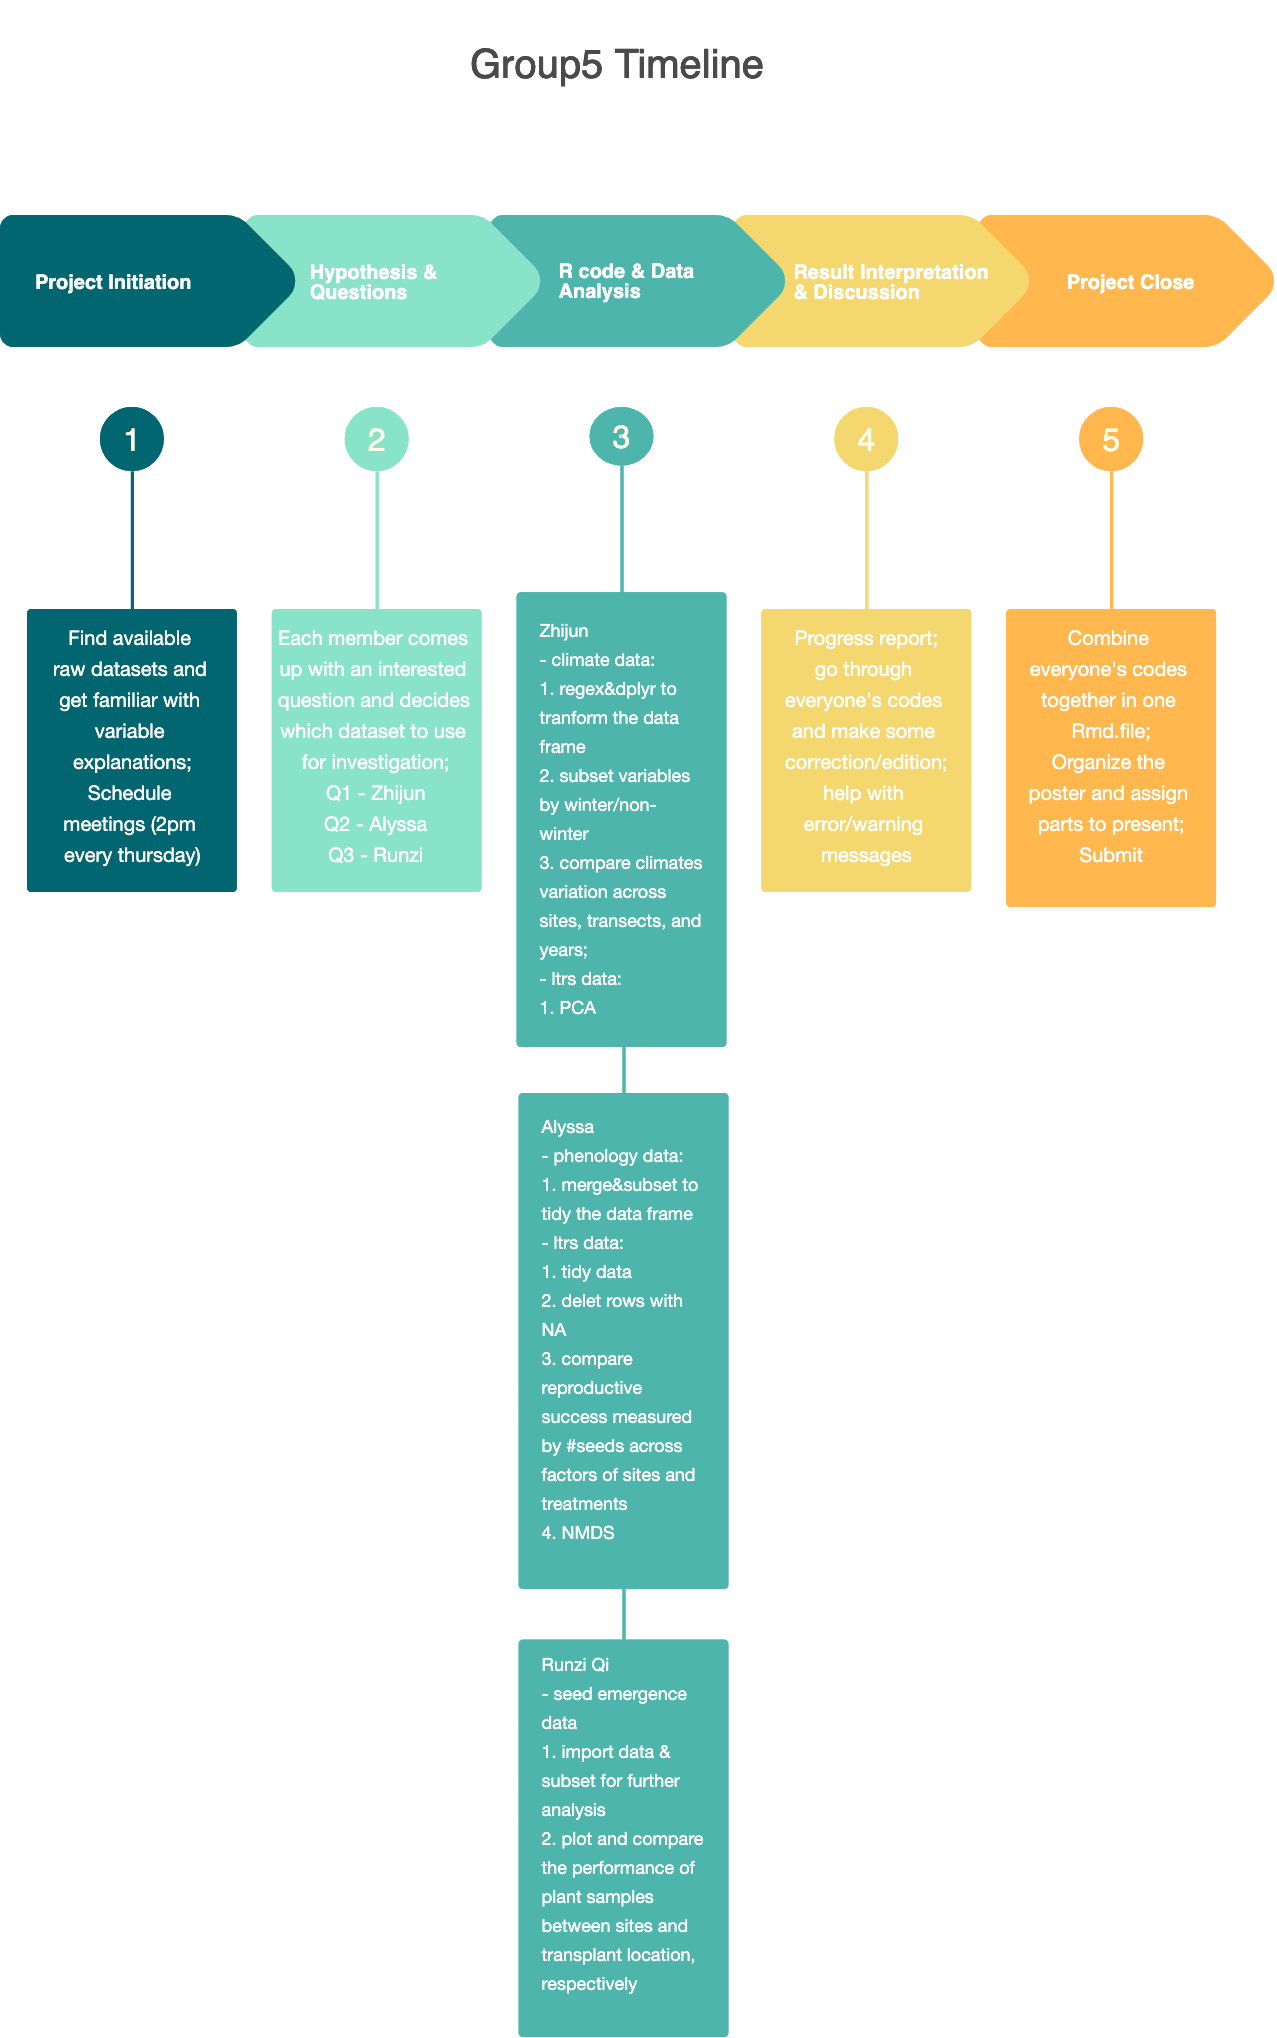 Group5 Timeline
Project Initiation
Hypothesis &
Questions
R code & Data
Analysis
Result Interpretation
& Discussion
Project Close
1
2
3
4
5
Find available
raw datasets and
get familiar with
variable
explanations;
Schedule
meetings (2pm
every thursday)
Each member comes
up with an interested
question and decides
which dataset to use
for investigation;
Q1 - Zhijun
Q2 - Alyssa
Q3 - Runzi
Zhijun
- climate data:
1. regex&dplyr to
tranform the data
frame
2. subset variables
by winter/non-
winter
3. compare climates
variation across
sites, transects, and
years;
- ltrs data:
1. PCA
Alyssa
- phenology data:
1. merge&subset to
tidy the data frame
- ltrs data:
1. tidy data
2. delet rows with
NA
3. compare
reproductive
success measured
by #seeds across
factors of sites and
treatments
4. NMDS
Runzi Qi
- seed emergence
data
1. import data &
subset for further
analysis
2. plot and compare
the performance of
plant samples
between sites and
transplant location,
respectively
Progress report;
go through
everyone's codes
and make some
correction/edition;
help with
error/warning
messages
Combine
everyone's codes
together in one
Rmd.file;
Organize the
poster and assign
parts to present;
Submit